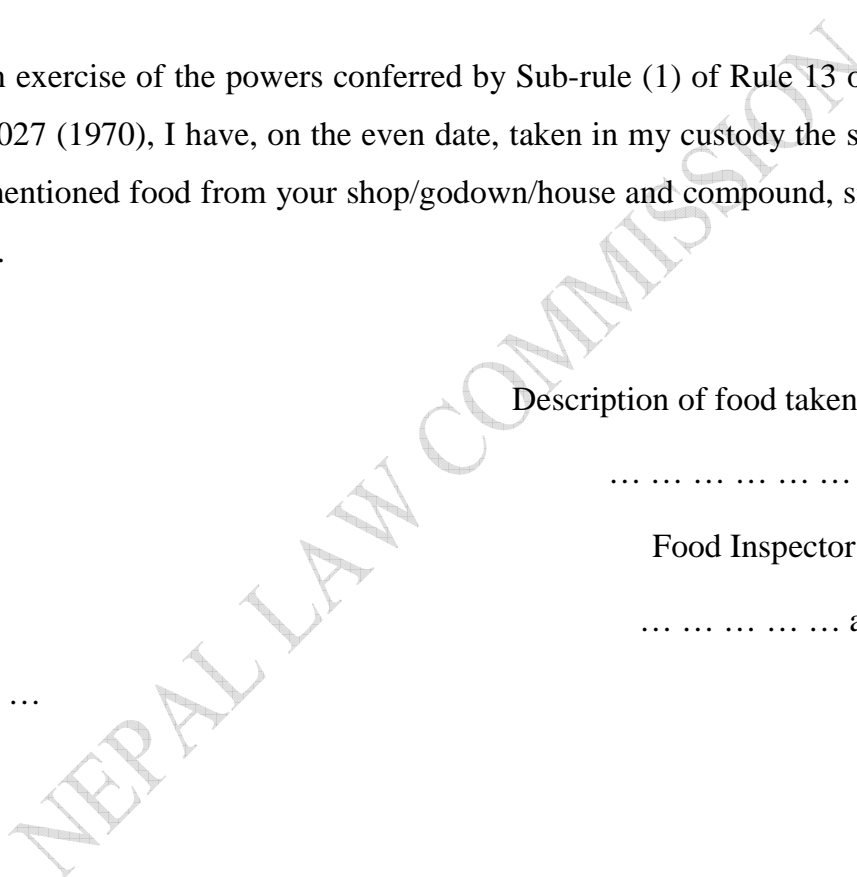 n exercise of the powers conferred by Sub-rule (1) of Rule 13 o
027 (1970), I have, on the even date, taken in my custody the s
nentioned food from your shop/godown/house and compound, s
.
Description of food taken
… … … … … …
Food Inspector
… … … … … a
…
NEPAL LAW COMMISSION